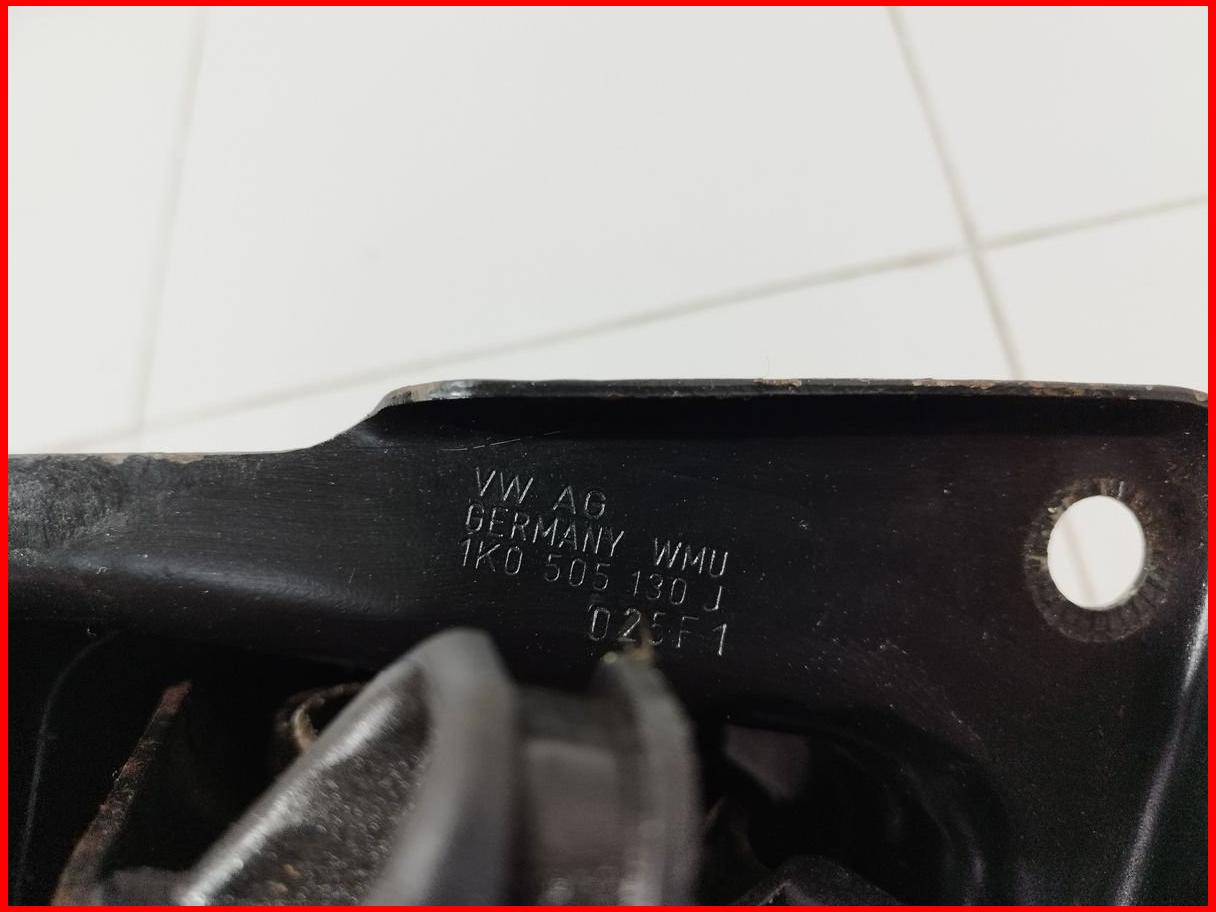 VW AG
GERMANY WMU
1K0 505 130 J
025F1